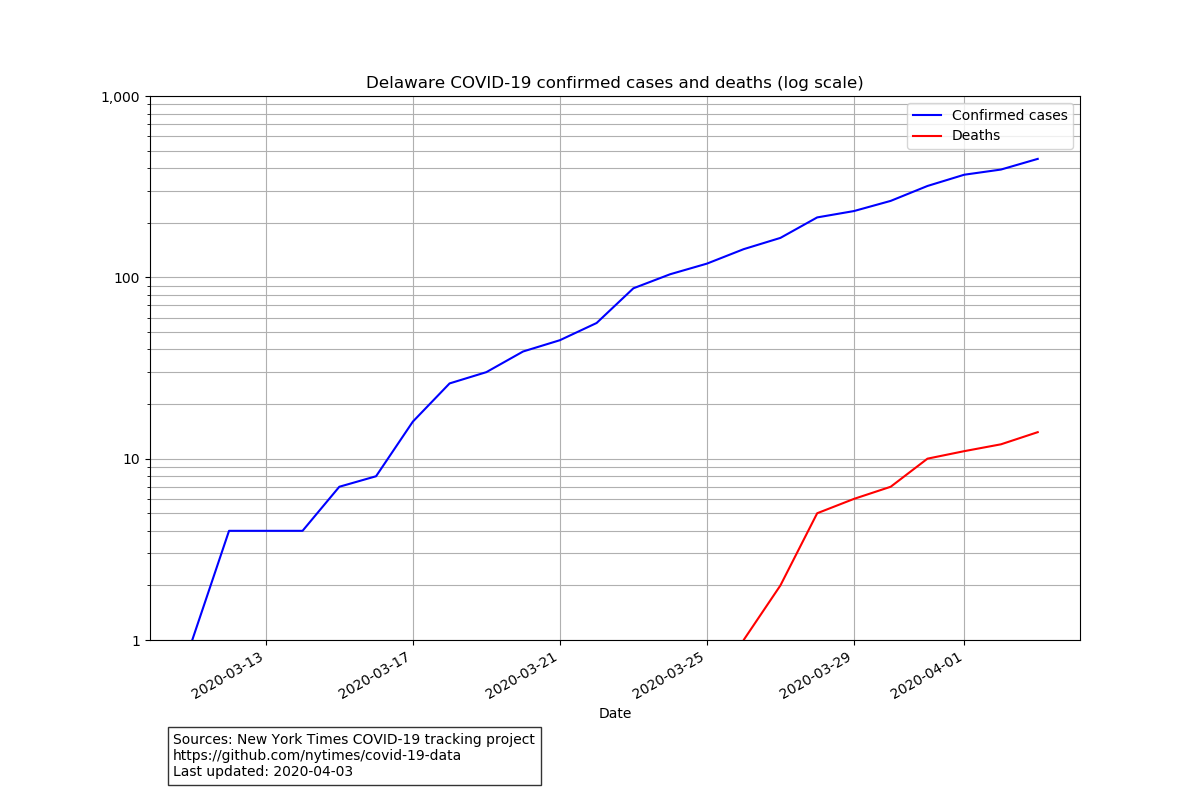 Delaware COVID-19 confirmed cases and deaths (log scale)
1,000
100
10
1
Confirmed cases
Deaths
2020-03-13
2020-03-17
2020-03-21
2020-03-25
2020-03-29
2020-04-01
Date
Sources: New York Times COVID-19 tracking project
https://github.com/nytimes/covid-19-data
Last updated: 2020-04-03